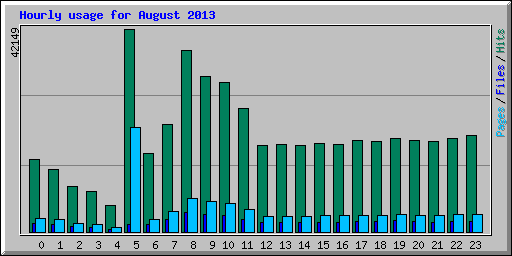 Hourly usage for August 2013
42149
Pages/Files/Hits
0 1 2 3 4 5 6 7 8 9 10 11 12 13 14 15 16 17 18 19 20 21 22 23